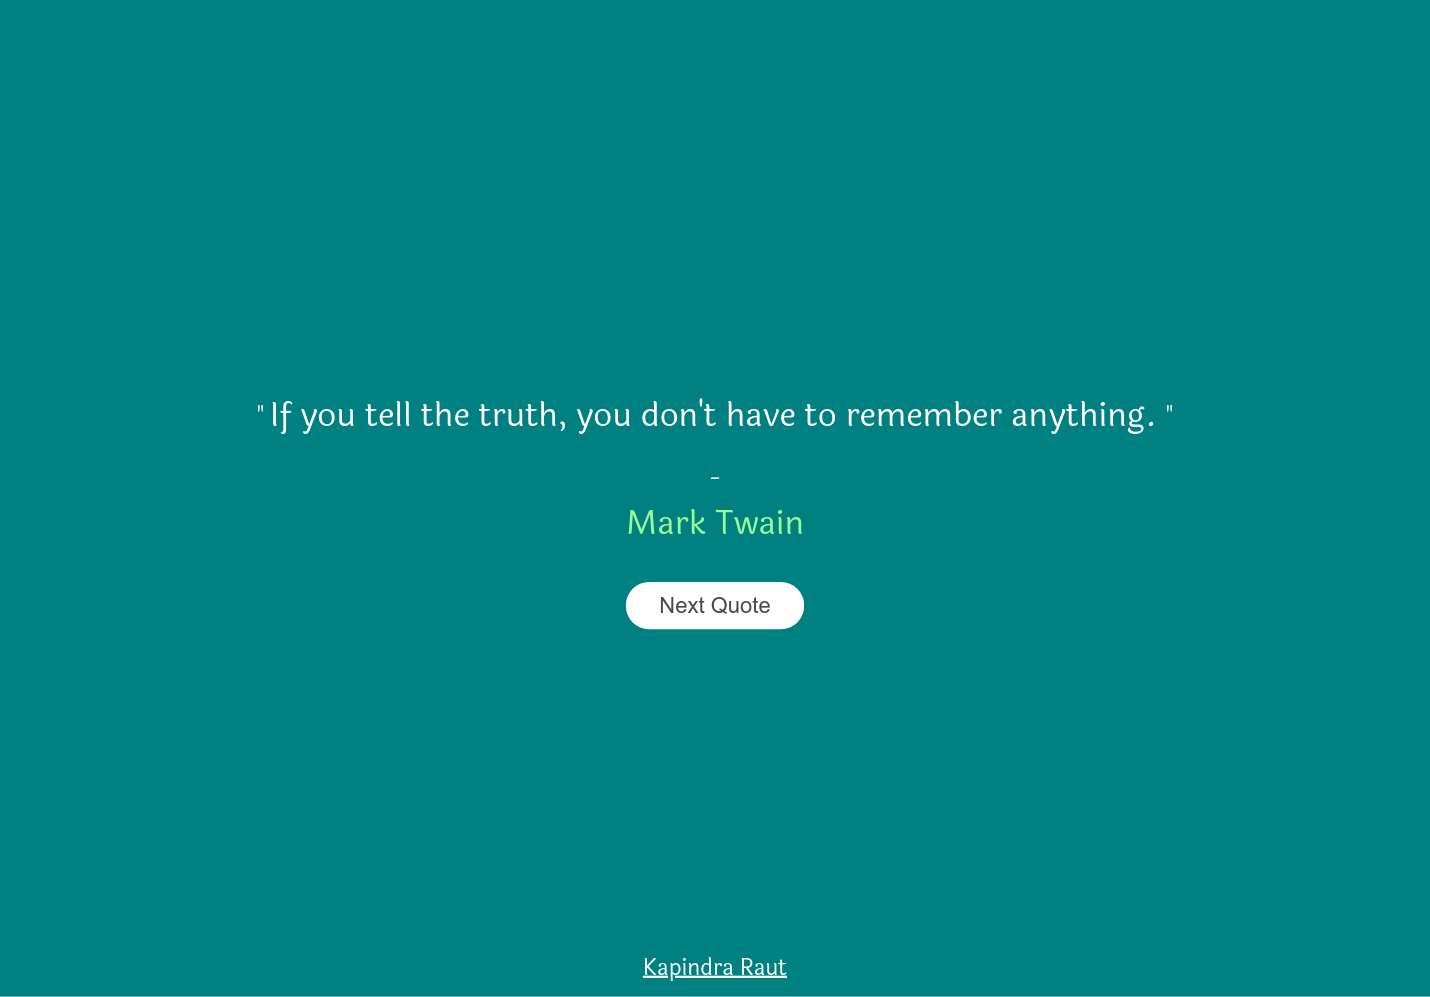 " If you tell the truth, you don't have to remember anything. "
-
Mark Twain
Next Quote
Kapindra Raut